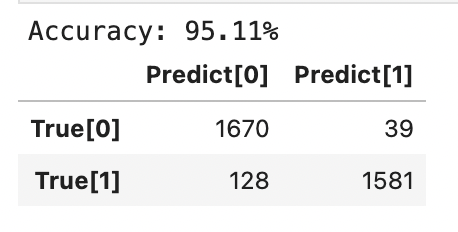 Accuracy: 95.11%
Predict[0] Predict[1]
True[0] 1670 39
True[1] 128 1581